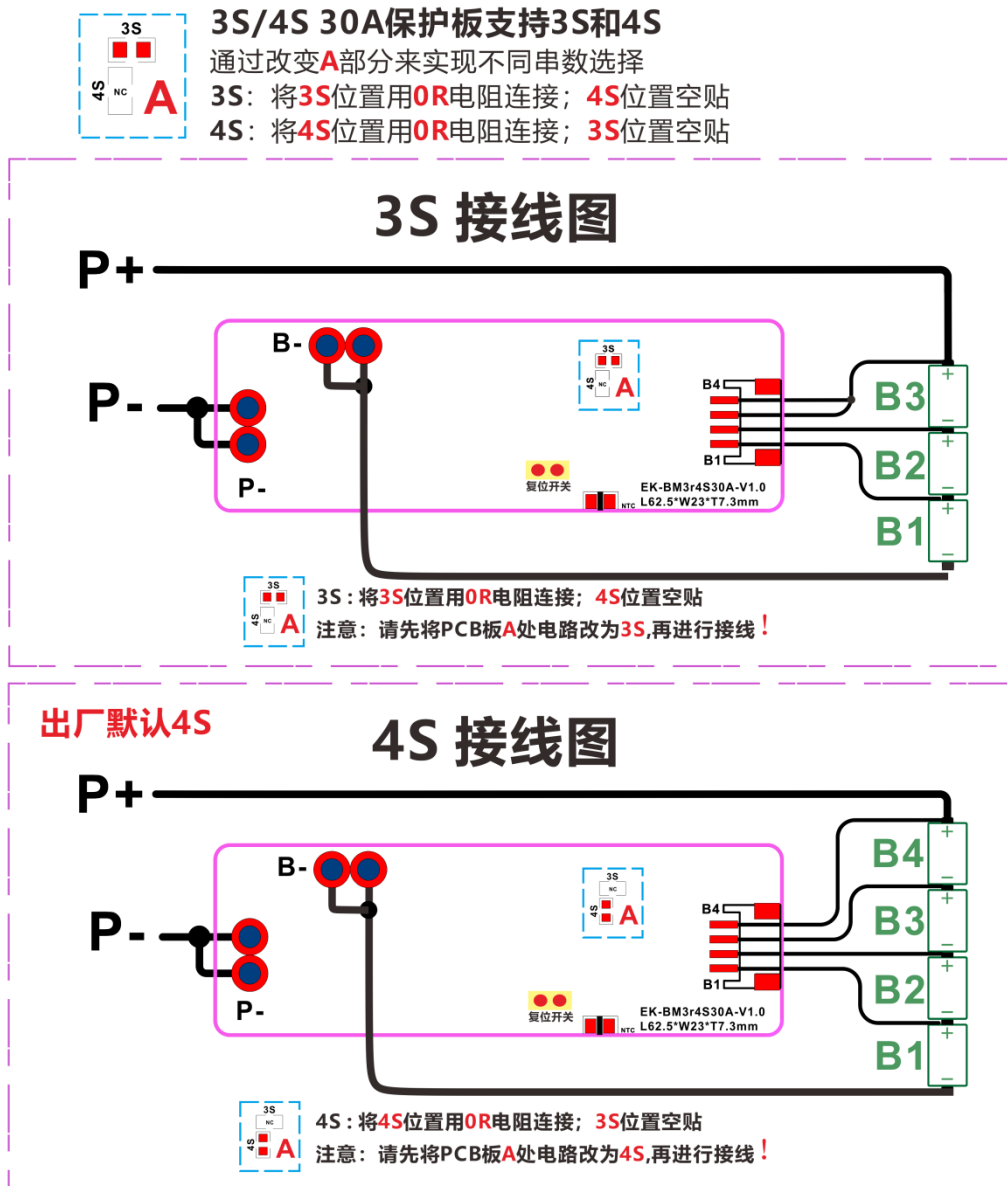 3S
4S
NC
A
3S/4S 30A保护板支持3S和4S
通过改变A部分来实现不同串数选择
3S：将3S位置用0R电阻连接；4S位置空贴
4S：将4S位置用0R电阻连接；3S位置空贴
3S 接线图
P+
B-
3S
4S
NC
A
B4
B3
P-
B2
P-
B1
复位开关
NTC
EK-BM3r4S30A-V1.0
L62.5*W23*T7.3mm
B1
3S
4S
NC
A
3S : 将3S位置用0R电阻连接；4S位置空贴
注意：请先将PCB板A处电路改为3S,再进行接线！
出厂默认4S
4S 接线图
P+
B-
3S
NC
4S
A
B4
B4
P-
B3
P-
B1
B2
复位开关
NTC
EK-BM3r4S30A-V1.0
L62.5*W23*T7.3mm
B1
3S
NC
4S
A
4S : 将4S位置用0R电阻连接；3S位置空贴
注意：请先将PCB板A处电路改为4S,再进行接线！